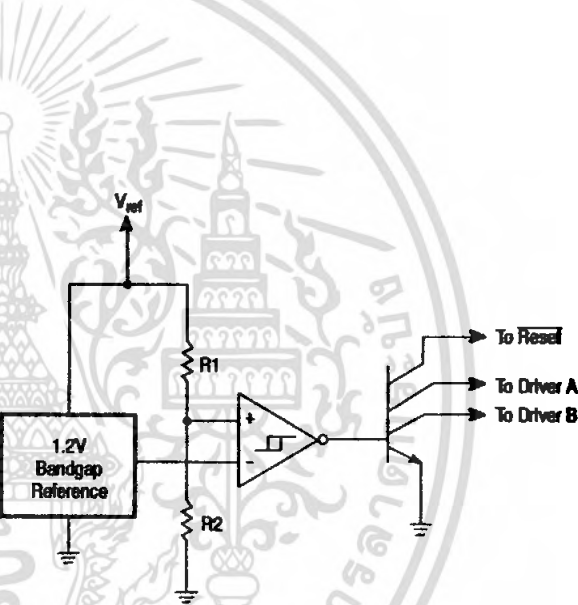 Vref
R1
To Reset
To Driver A
To Driver B
+
-
1.2V
Bandgap
Reference
R2